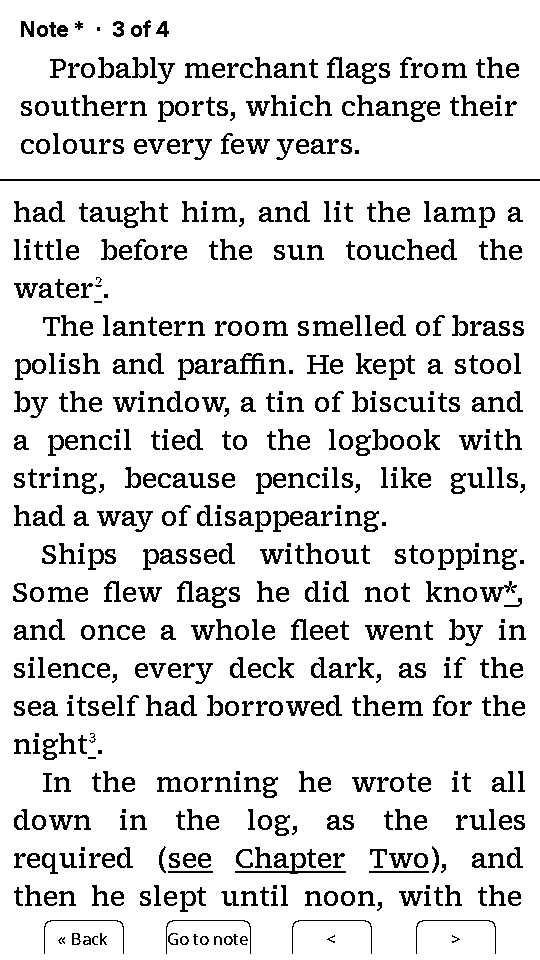 Note * · 3 of 4
Probably merchant flags from the
southern ports, which change their
colours every few years.
had taught him, and lit the lamp a
little before the sun touched the
water².
The lantern room smelled of brass
polish and paraffin. He kept a stool
by the window, a tin of biscuits and
a pencil tied to the logbook with
string, because pencils, like gulls,
had a way of disappearing.
Ships passed without stopping.
Some flew flags he did not know*,
and once a whole fleet went by in
silence, every deck dark, as if the
sea itself had borrowed them for the
night³.
In the morning he wrote it all
down in the log, as the rules
required (see Chapter Two), and
then he slept until noon, with the
« Back Go to note < >